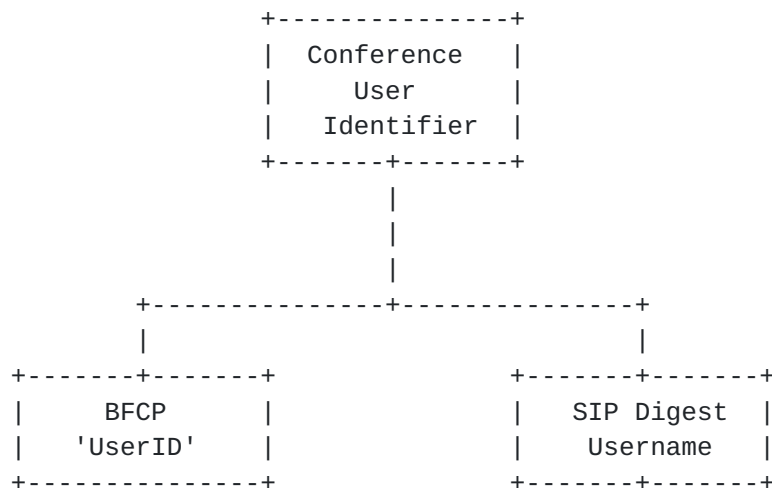 Conference
User
Identifier
BFCP SIP Digest
'UserID' Username